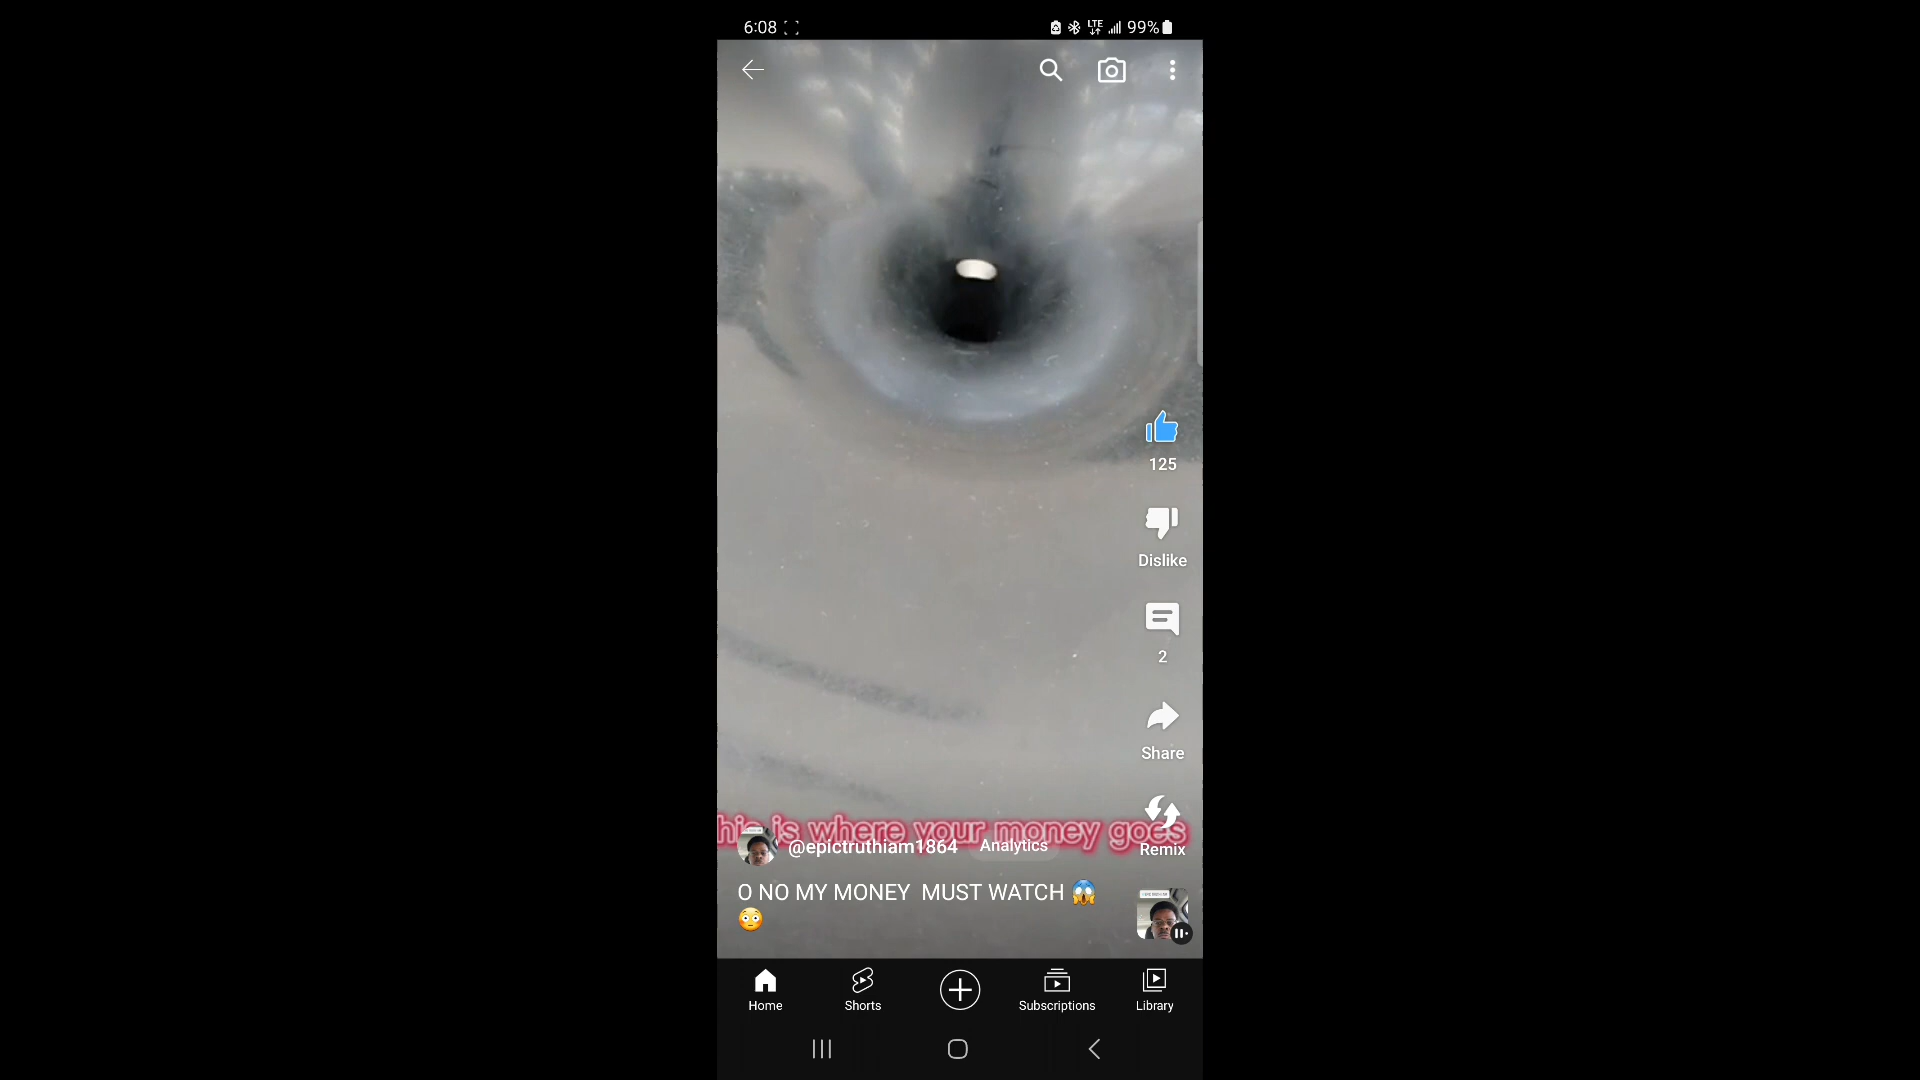 6:08
LTE
99%
125
Dislike
2
Share
is where your money goes
Remix
@epictruthiam1864 Analytics
O NO MY MONEY MUST WATCH 😱
😳
Home
Shorts
Subscriptions
Library